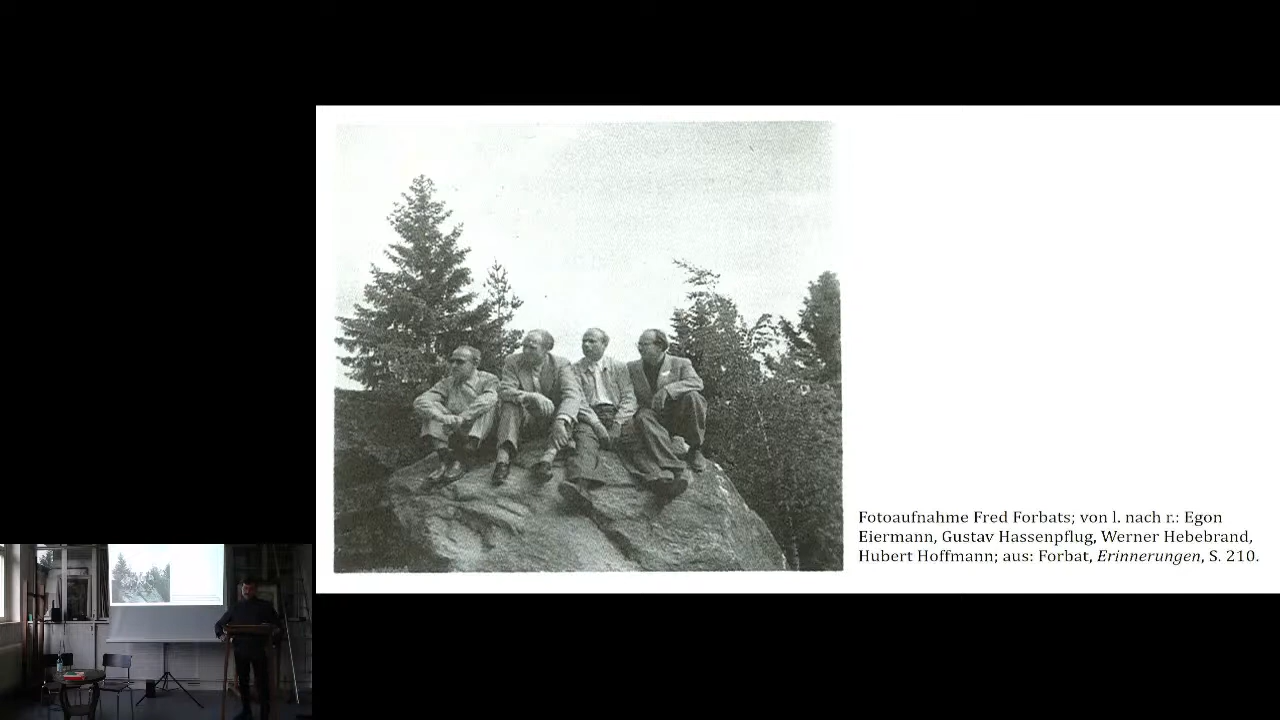 Fotoaufnahme Fred Forbats; von l. nach r.: Egon
Eiermann, Gustav Hassenpflug, Werner Hebebrand,
Hubert Hoffmann; aus: Forbat, Erinnerungen, S. 210.